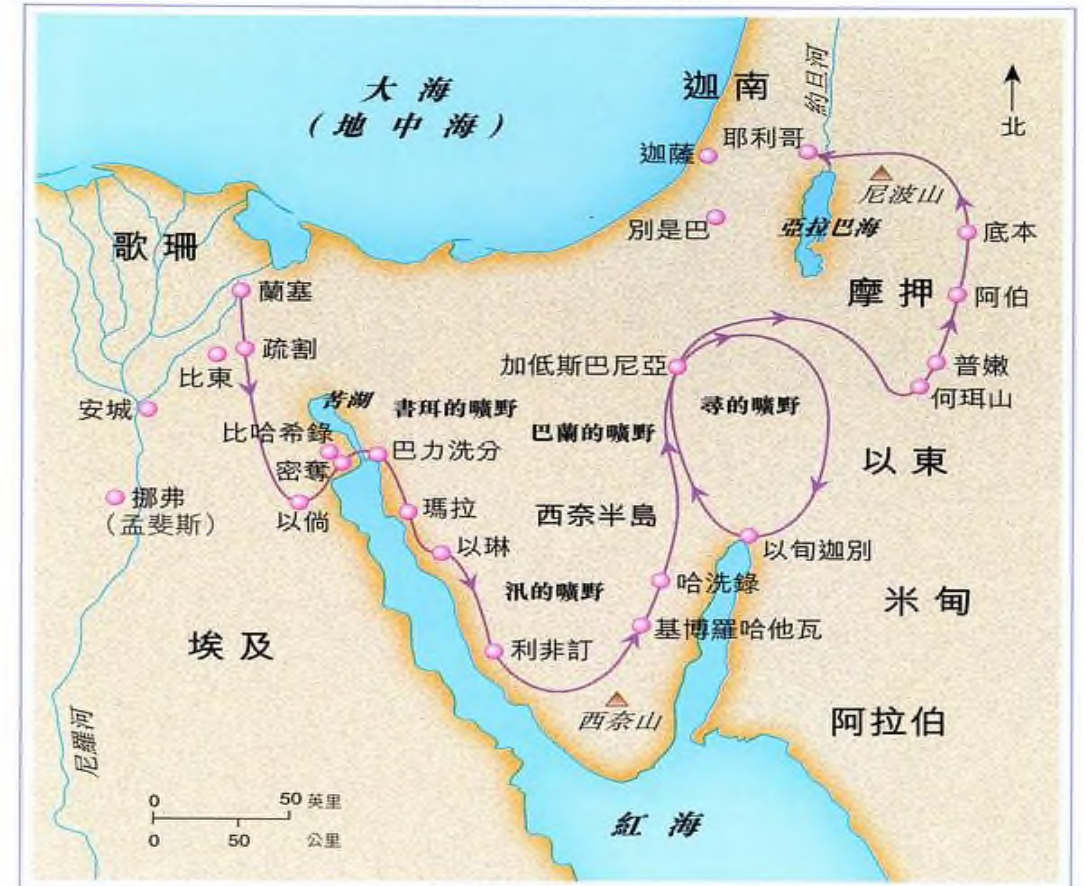 大海
(地中海)
迦南
約旦河
北
耶利哥
迦薩
尼波山
別是巴
亞拉巴海
底本
歌珊
摩押
阿伯
蘭塞
疏割
比東
加低斯巴尼亞
普嫩
何珥山
安城
苦湖
書珥的曠野
尋的曠野
比哈希錄
巴蘭的曠野
巴力洗分
密奪
以東
挪弗
(孟斐斯)
以倘
瑪拉
西奈半島
以琳
以旬迦別
汛的曠野
哈洗錄
米甸
基博羅哈他瓦
埃及
利非訂
西奈山
阿拉伯
尼羅河
0 50 英里
0 50 公里
紅海